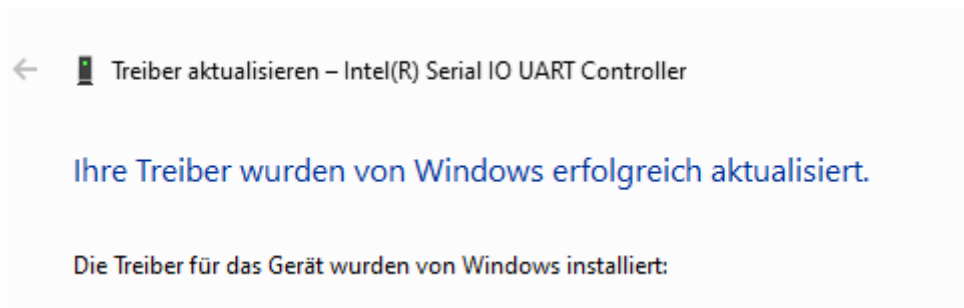 Treiber aktualisieren – Intel(R) Serial IO UART Controller
Ihre Treiber wurden von Windows erfolgreich aktualisiert.
Die Treiber für das Gerät wurden von Windows installiert: